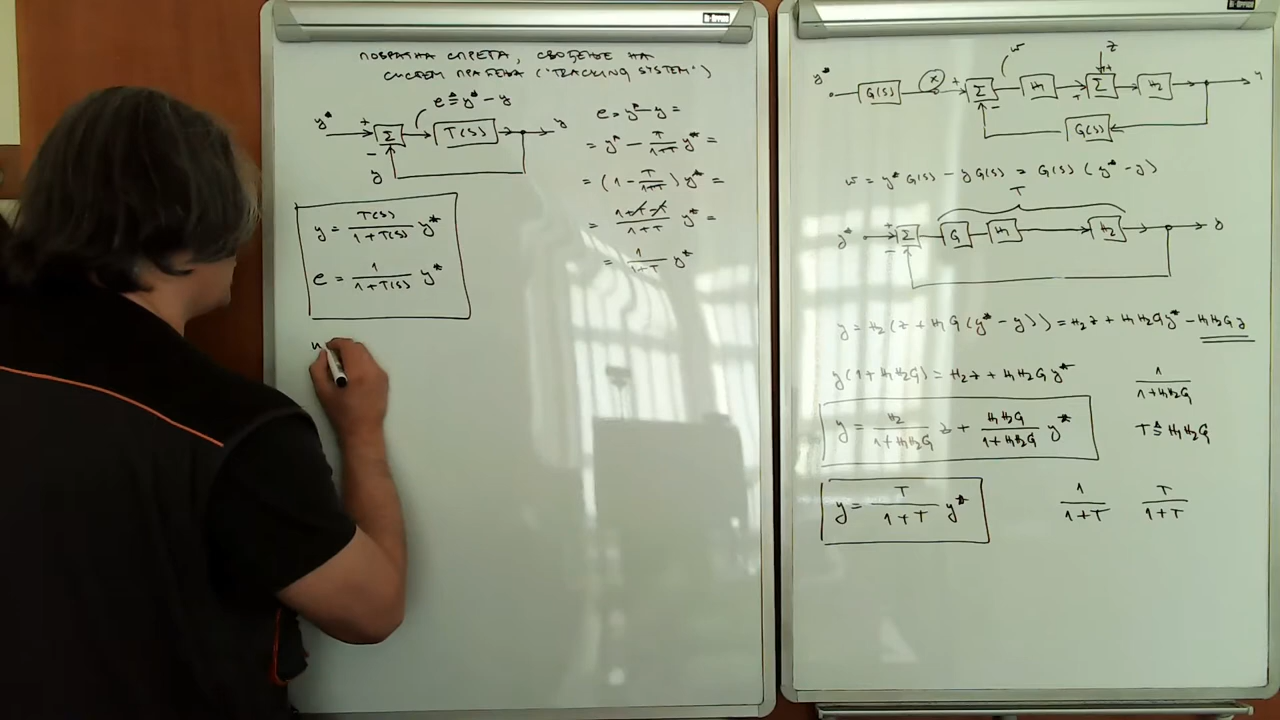 ПОВРАТНА СПРЕГА, СВОЂЕЊЕ НА
СИСТЕМ ПРАЋЕЊА ("TRACKING SYSTEM")
e ≜ y* - y
y* + Σ T(s) y
-
y
y = T(s) / (1+T(s)) y*
e = 1 / (1+T(s)) y*
e = y* - y =
= y* - T/(1+T) y* =
= (1 - T/(1+T)) y* =
= (1+T-T)/(1+T) y* =
= 1/(1+T) y*
w z
y* G(s) x + Σ H1 + Σ + H2 y
-
G(s)
w = y* G(s) - y G(s) = G(s) (y* - y)
T
y* + Σ G H1 H2 y
-
y = H2 (z + H1 G (y* - y)) = H2 z + H1 H2 G y* - H1 H2 G y
y (1 + H1 H2 G) = H2 z + H1 H2 G y*
1 / (1 + H1 H2 G)
y = H2 / (1 + H1 H2 G) z + H1 H2 G / (1 + H1 H2 G) y*
T ≜ H1 H2 G
y = T / (1+T) y*
1 / (1+T) T / (1+T)